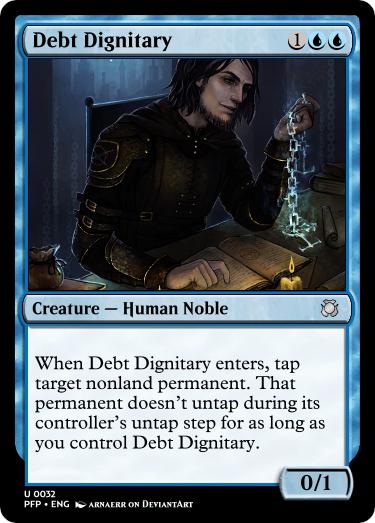 Debt Dignitary 1
Creature — Human Noble
When Debt Dignitary enters, tap
target nonland permanent. That
permanent doesn't untap during its
controller's untap step for as long as
you control Debt Dignitary.
0/1
U 0032
PFP • ENG ARNAERR ON DEVIANTART